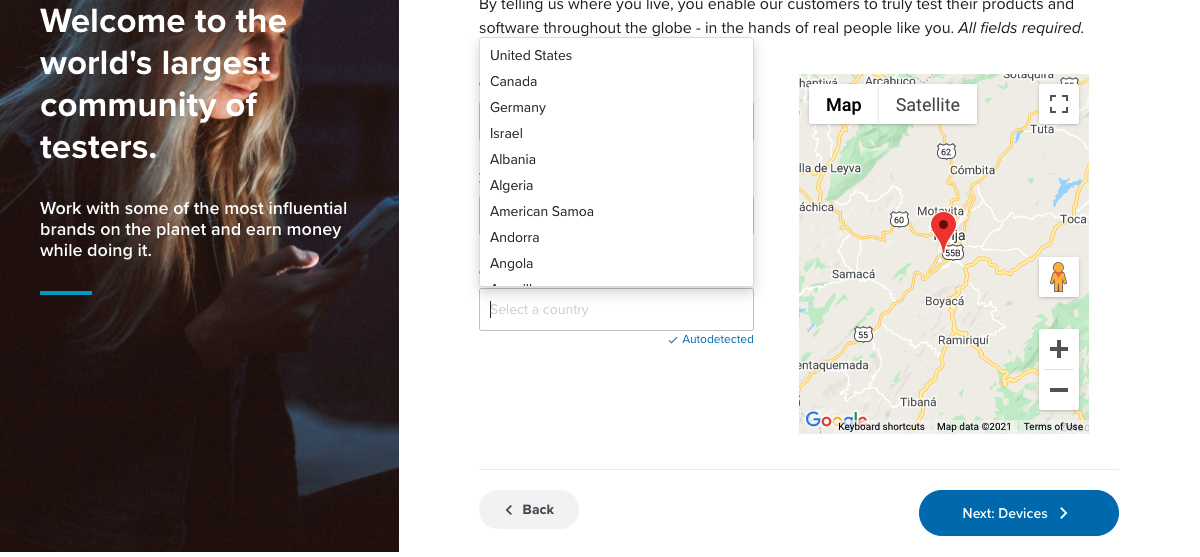 Welcome to the
world's largest
community of
testers.
Work with some of the most influential
brands on the planet and earn money
while doing it.
By telling us where you live, you enable our customers to truly test their products and
software throughout the globe - in the hands of real people like you. All fields required.
United States
Canada
Germany
Israel
Albania
Algeria
American Samoa
Andorra
Angola
Select a country
Autodetected
Arcabuco
Sotaquirá
Map
Satellite
Tuta
62
lla de Leyva
Cómbita
áchica
60
Motavita
Toca
55B
Samacá
Boyacá
55
Ramiriquí
entaquemada
Tibaná
Google
Keyboard shortcuts
Map data ©2021
Terms of Use
Back
Next: Devices